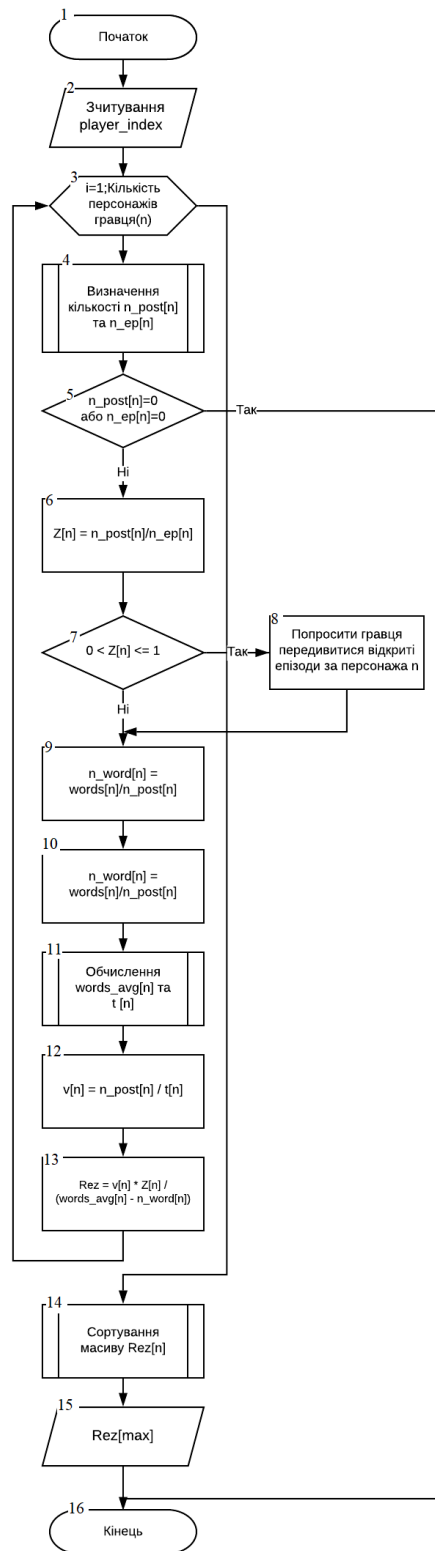 1
Початок
2
Зчитування
player_index
3
i=1;Кількість
персонажів
гравця(n)
4
Визначення
кількості n_post[n]
та n_ep[n]
5
n_post[n]=0
або n_ep[n]=0
Так
Ні
6
Z[n] = n_post[n]/n_ep[n]
7
0 < Z[n] <= 1
Так
8
Попросити гравця
передивитися відкриті
епізоди за персонажа n
Ні
9
n_word[n] =
words[n]/n_post[n]
10
n_word[n] =
words[n]/n_post[n]
11
Обчислення
words_avg[n] та
t [n]
12
v[n] = n_post[n] / t[n]
13
Rez = v[n] * Z[n] /
(words_avg[n] - n_word[n])
14
Сортування
масиву Rez[n]
15
Rez[max]
16
Кінець